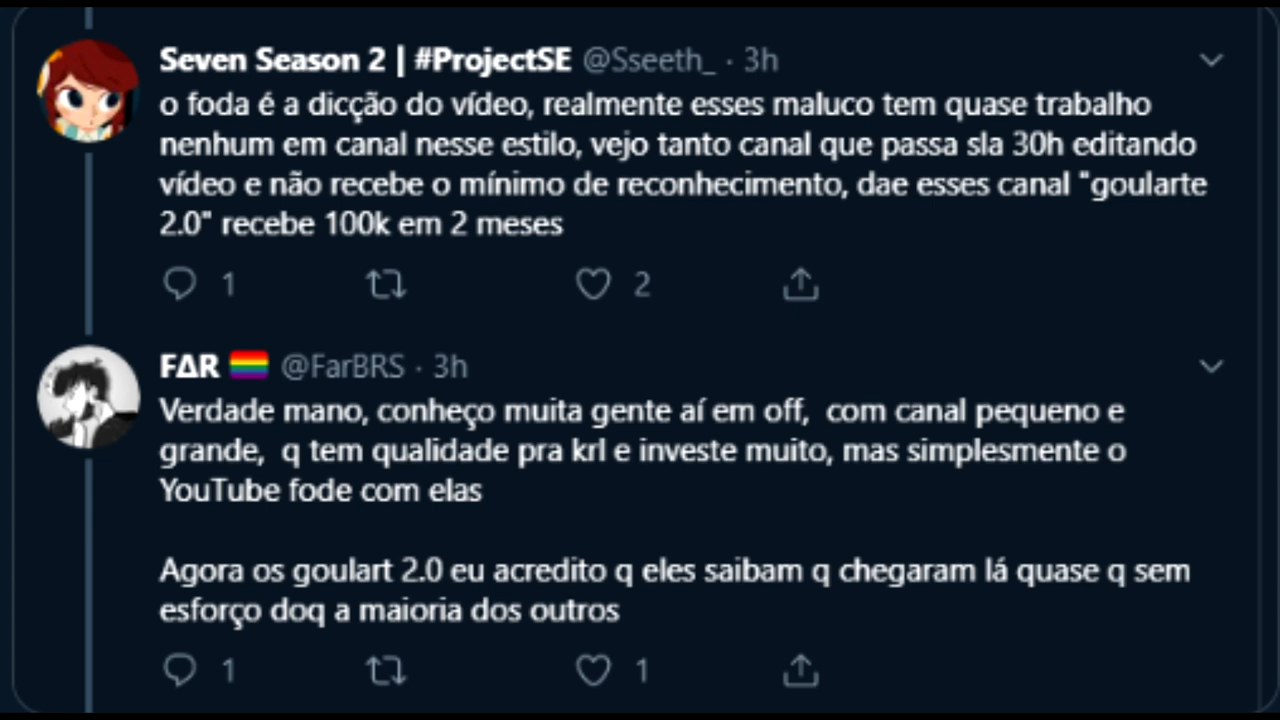 Seven Season 2 | #ProjectSE @Sseeth_ · 3h
o foda é a dicção do vídeo, realmente esses maluco tem quase trabalho
nenhum em canal nesse estilo, vejo tanto canal que passa sla 30h editando
vídeo e não recebe o mínimo de reconhecimento, dae esses canal "goularte
2.0" recebe 100k em 2 meses
1 2
FΔR 🏳️‍🌈 @FarBRS · 3h
Verdade mano, conheço muita gente aí em off,  com canal pequeno e
grande,  q tem qualidade pra krl e investe muito, mas simplesmente o
YouTube fode com elas
Agora os goulart 2.0 eu acredito q eles saibam q chegaram lá quase q sem
esforço doq a maioria dos outros
1 1